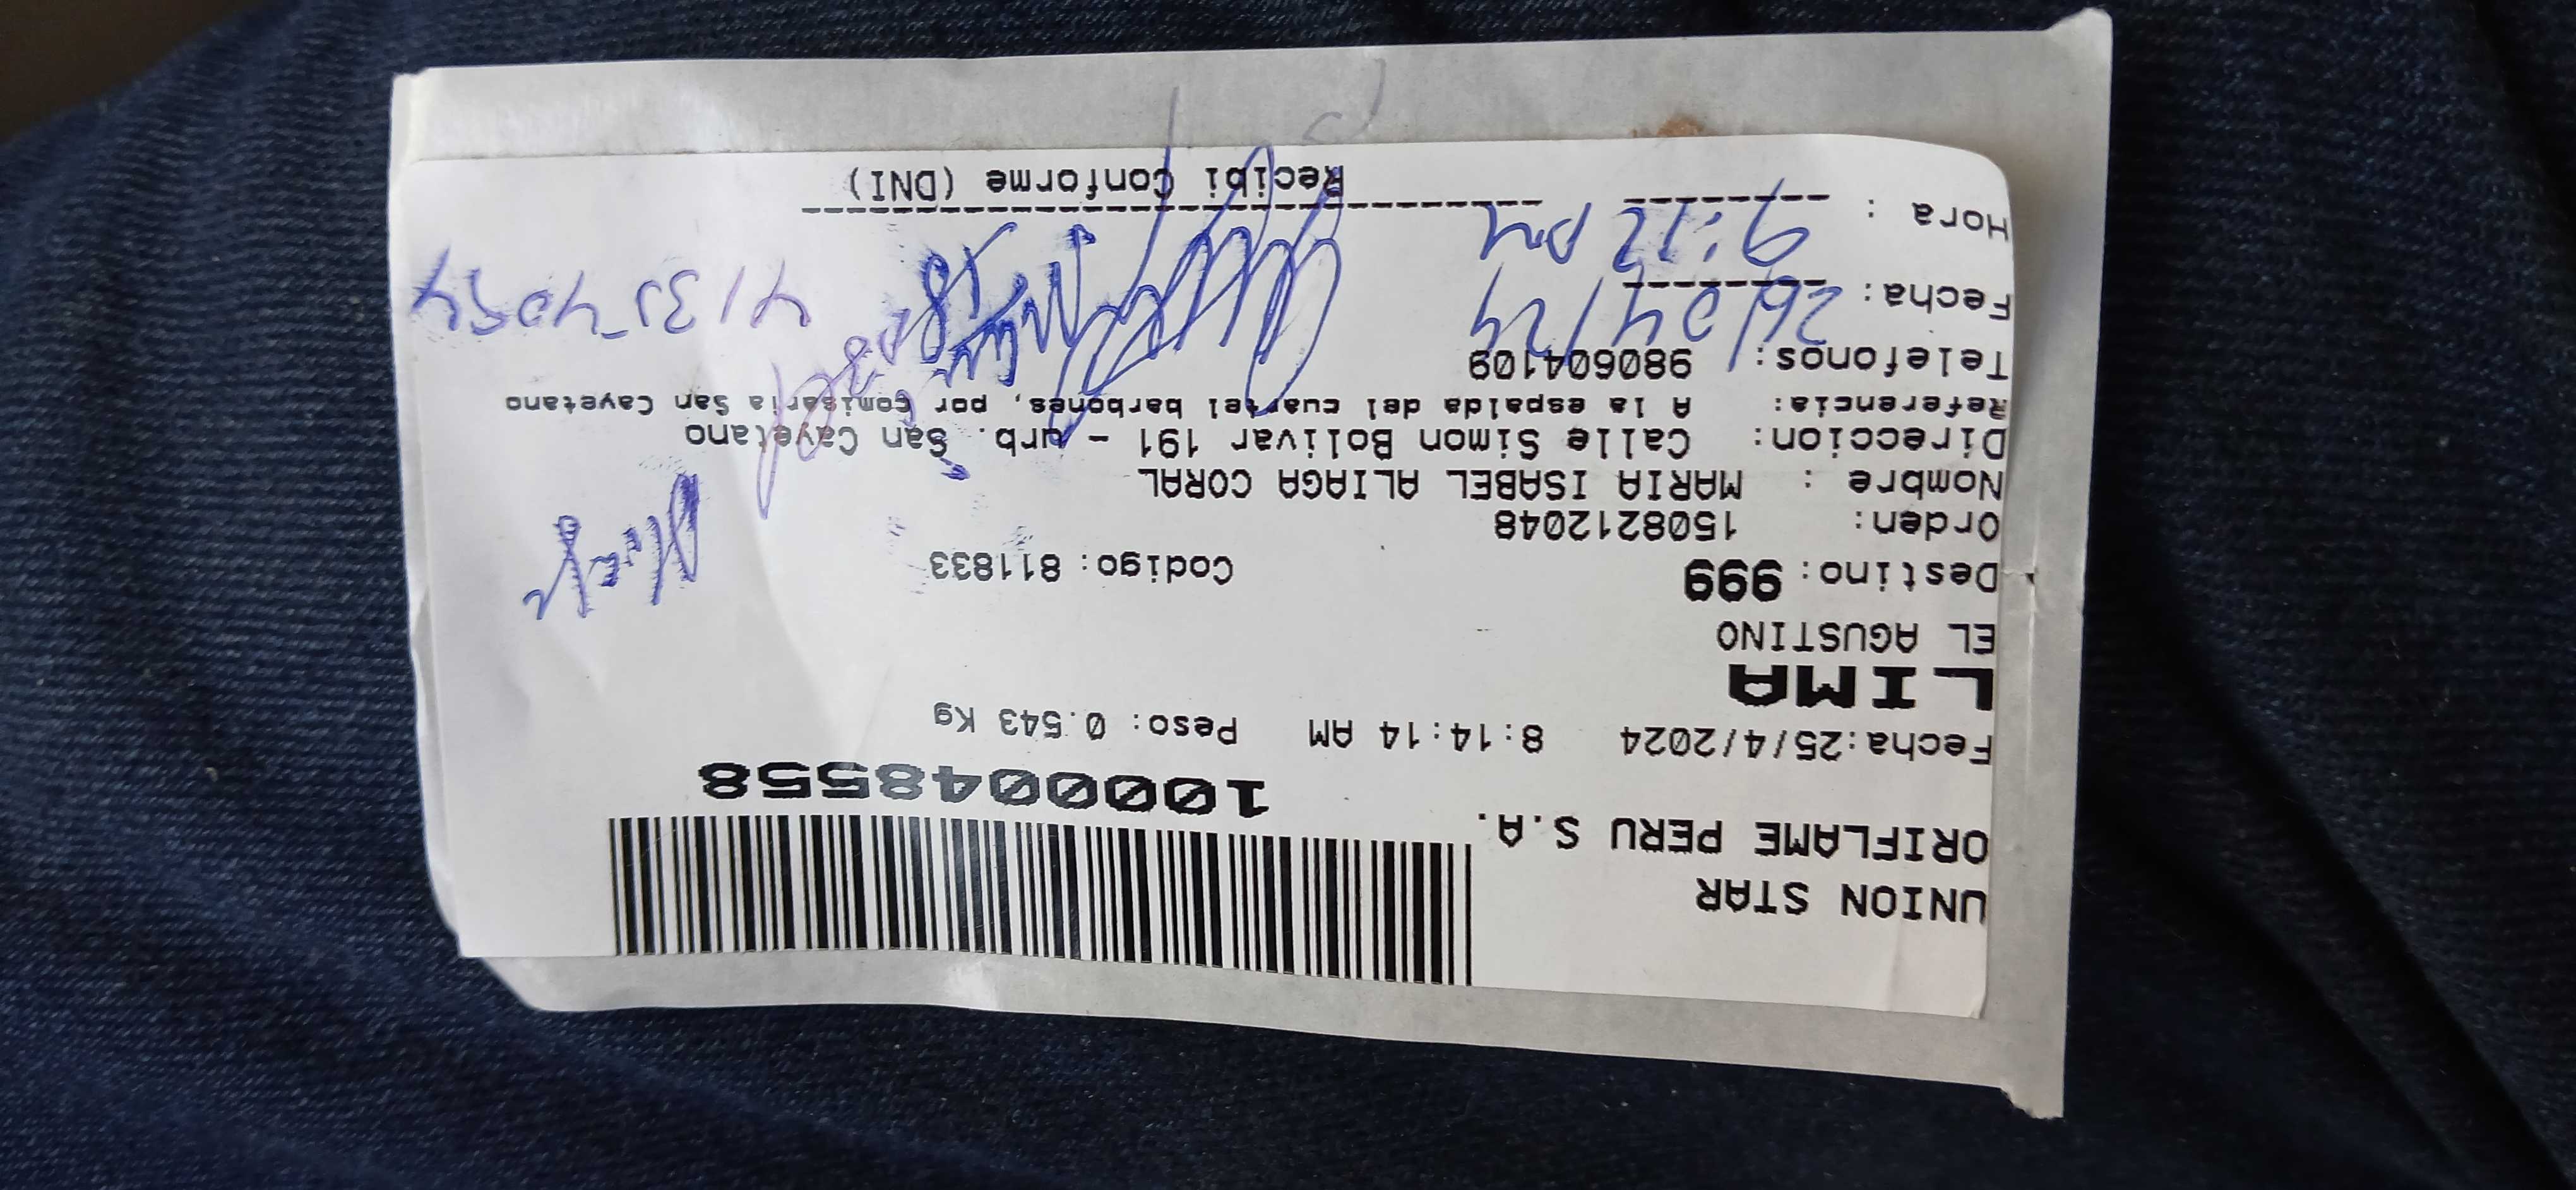 UNION STAR
ORIFLAME PERU S.A.
1000048558
Fecha:25/4/2024 8:14:14 AM Peso: 0.543 Kg
LIMA
EL AGUSTINO
Destino: 999 Codigo: 811833
Orden: 1508212048
Nombre : MARIA ISABEL ALIAGA CORAL
Direccion: Calle Simon Bolivar 191 - urb. San Cayetano
Referencia: A la espalda del cuartel barbones, por Comisaria San Cayetano
Telefonos: 980604109
Fecha: 26/04/24
Hora : 9:12 pm
Recibi Conforme (DNI)